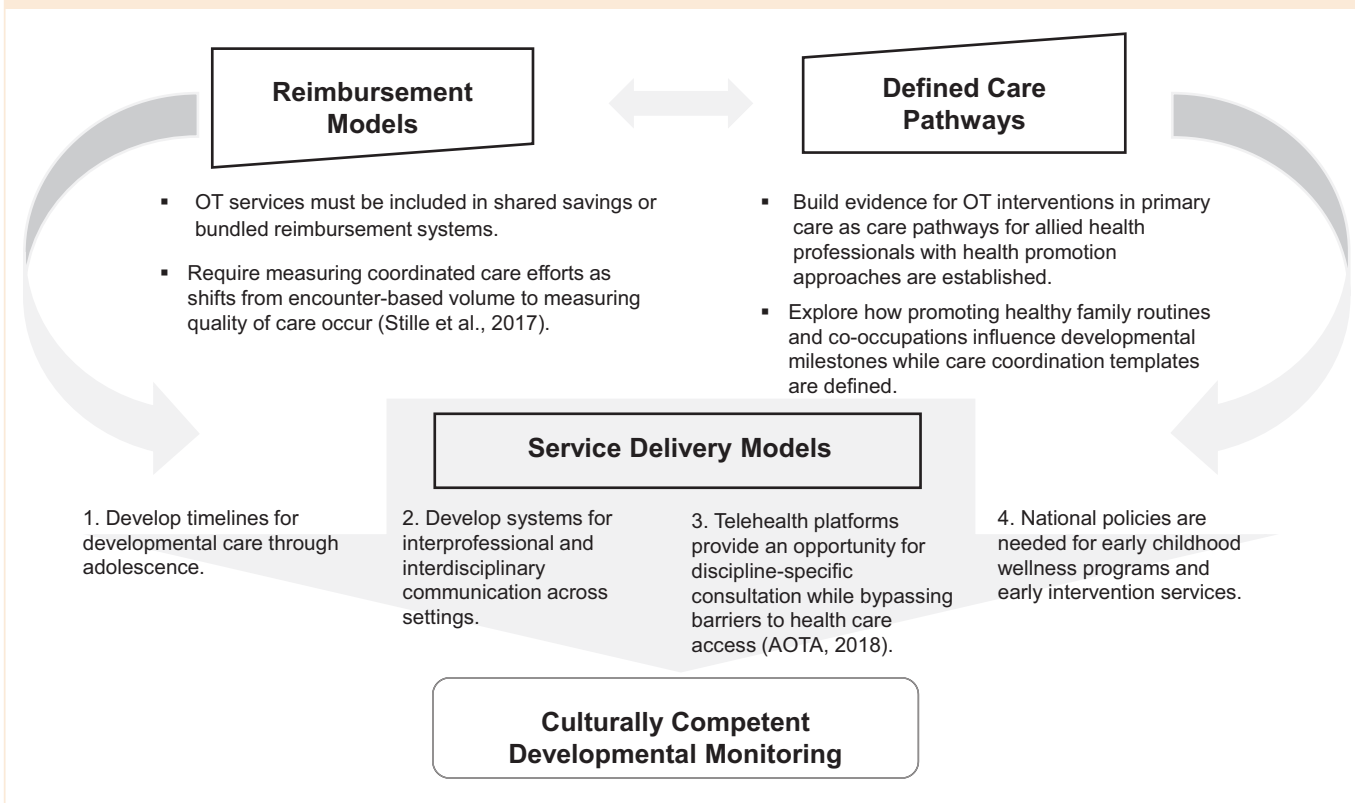 Reimbursement
Models
Defined Care
Pathways
▪ OT services must be included in shared savings or
bundled reimbursement systems.
▪ Require measuring coordinated care efforts as
shifts from encounter-based volume to measuring
quality of care occur (Stille et al., 2017).
▪ Build evidence for OT interventions in primary
care as care pathways for allied health
professionals with health promotion
approaches are established.
▪ Explore how promoting healthy family routines
and co-occupations influence developmental
milestones while care coordination templates
are defined.
Service Delivery Models
1. Develop timelines for
developmental care through
adolescence.
2. Develop systems for
interprofessional and
interdisciplinary
communication across
settings.
3. Telehealth platforms
provide an opportunity for
discipline-specific
consultation while bypassing
barriers to health care
access (AOTA, 2018).
4. National policies are
needed for early childhood
wellness programs and
early intervention services.
Culturally Competent
Developmental Monitoring